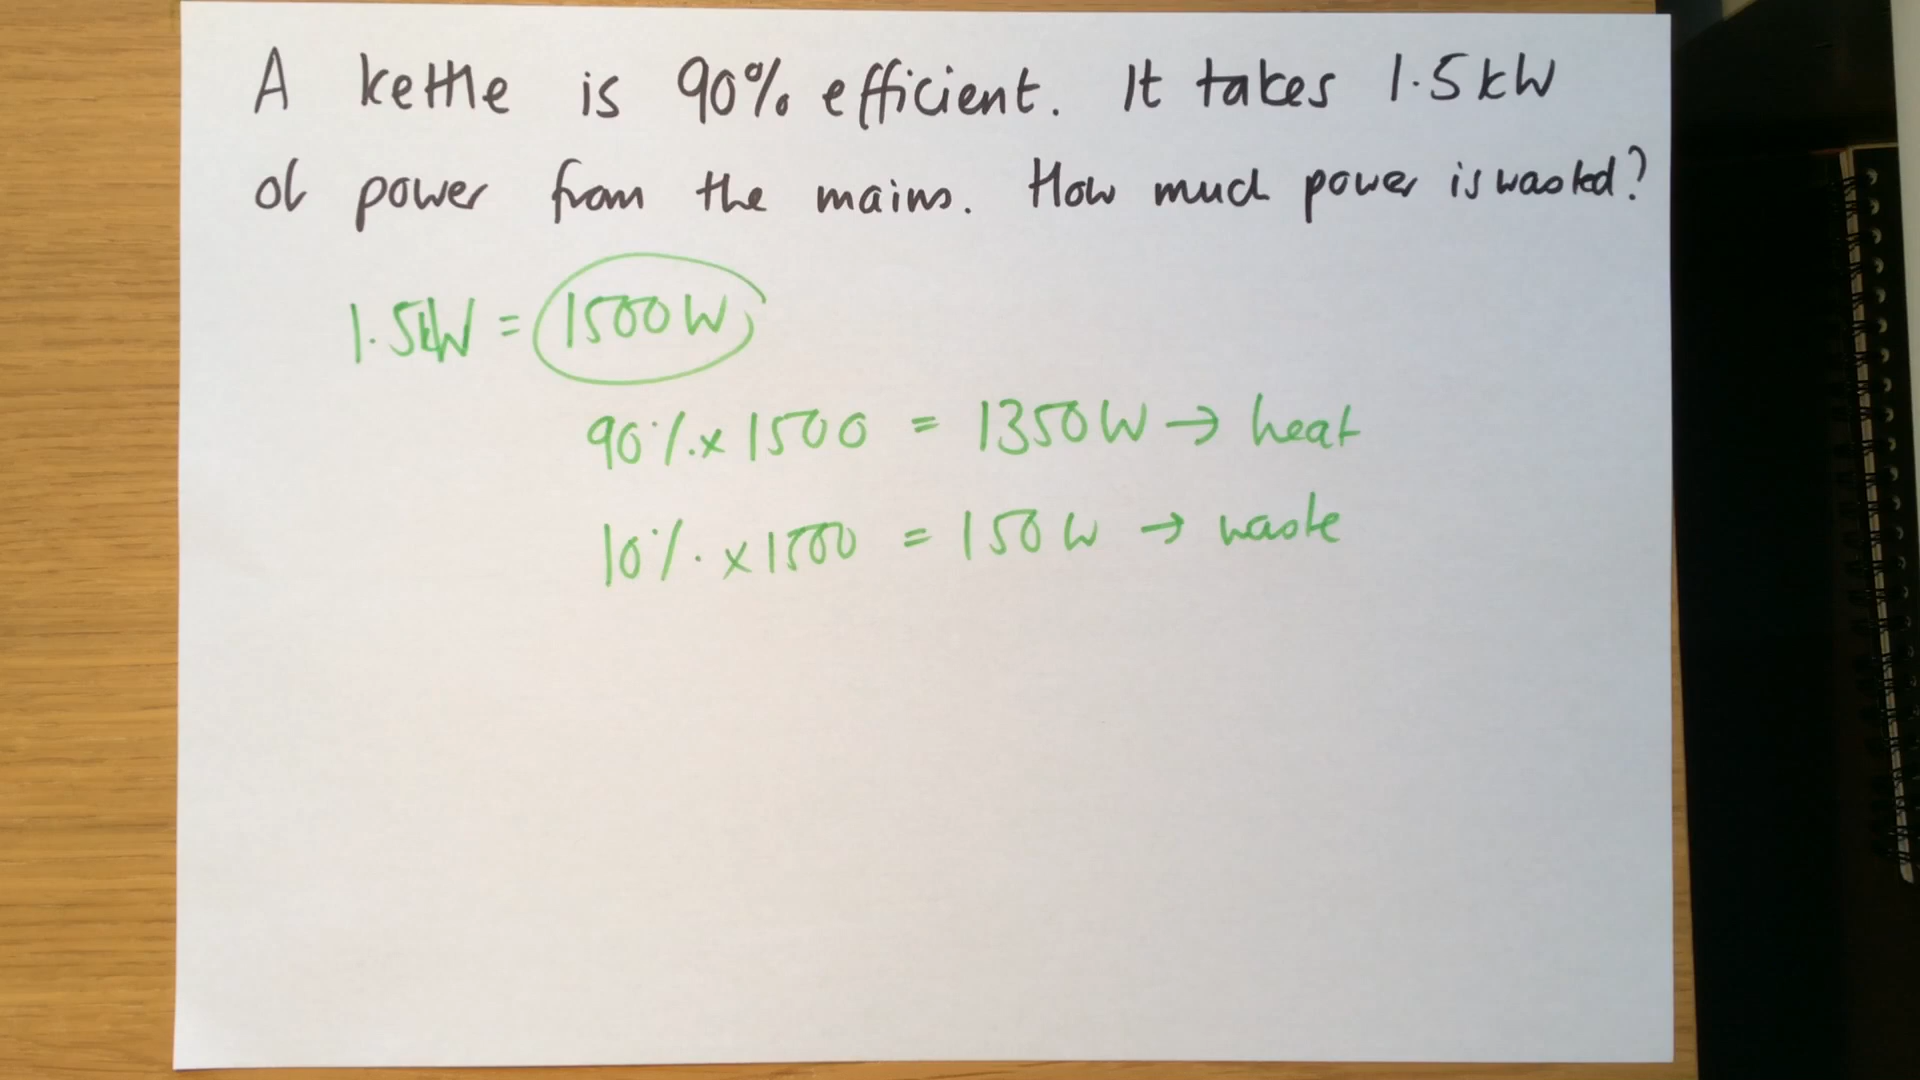 A kettle is 90% efficient. It takes 1.5kW
of power from the mains. How much power is wasted?
1.5kW = 1500W
90% x 1500 = 1350W → heat
10% x 1500 = 150W → waste